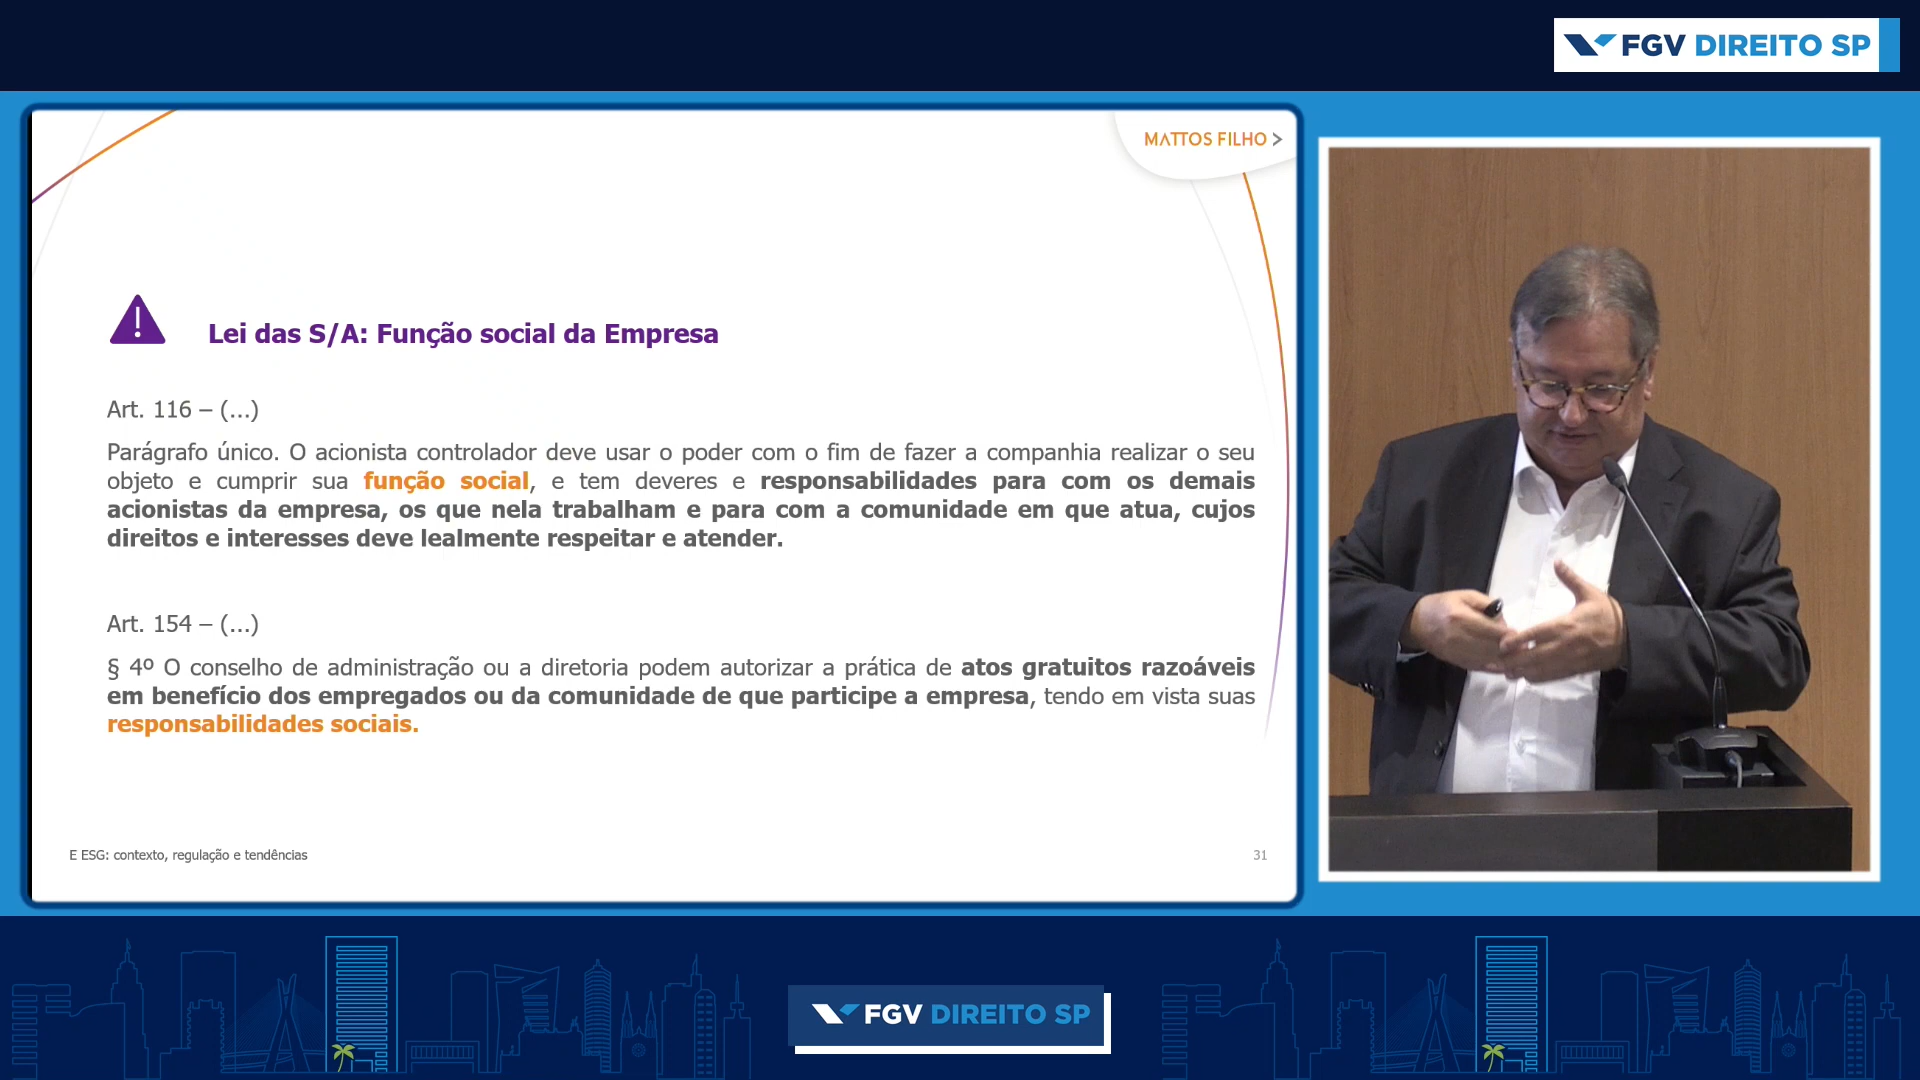 FGV DIREITO SP
MATTOS FILHO >
Lei das S/A: Função social da Empresa
Art. 116 – (...)
Parágrafo único. O acionista controlador deve usar o poder com o fim de fazer a companhia realizar o seu
objeto e cumprir sua função social, e tem deveres e responsabilidades para com os demais
acionistas da empresa, os que nela trabalham e para com a comunidade em que atua, cujos
direitos e interesses deve lealmente respeitar e atender.
Art. 154 – (...)
§ 4º O conselho de administração ou a diretoria podem autorizar a prática de atos gratuitos razoáveis
em benefício dos empregados ou da comunidade de que participe a empresa, tendo em vista suas
responsabilidades sociais.
E ESG: contexto, regulação e tendências
31
FGV DIREITO SP